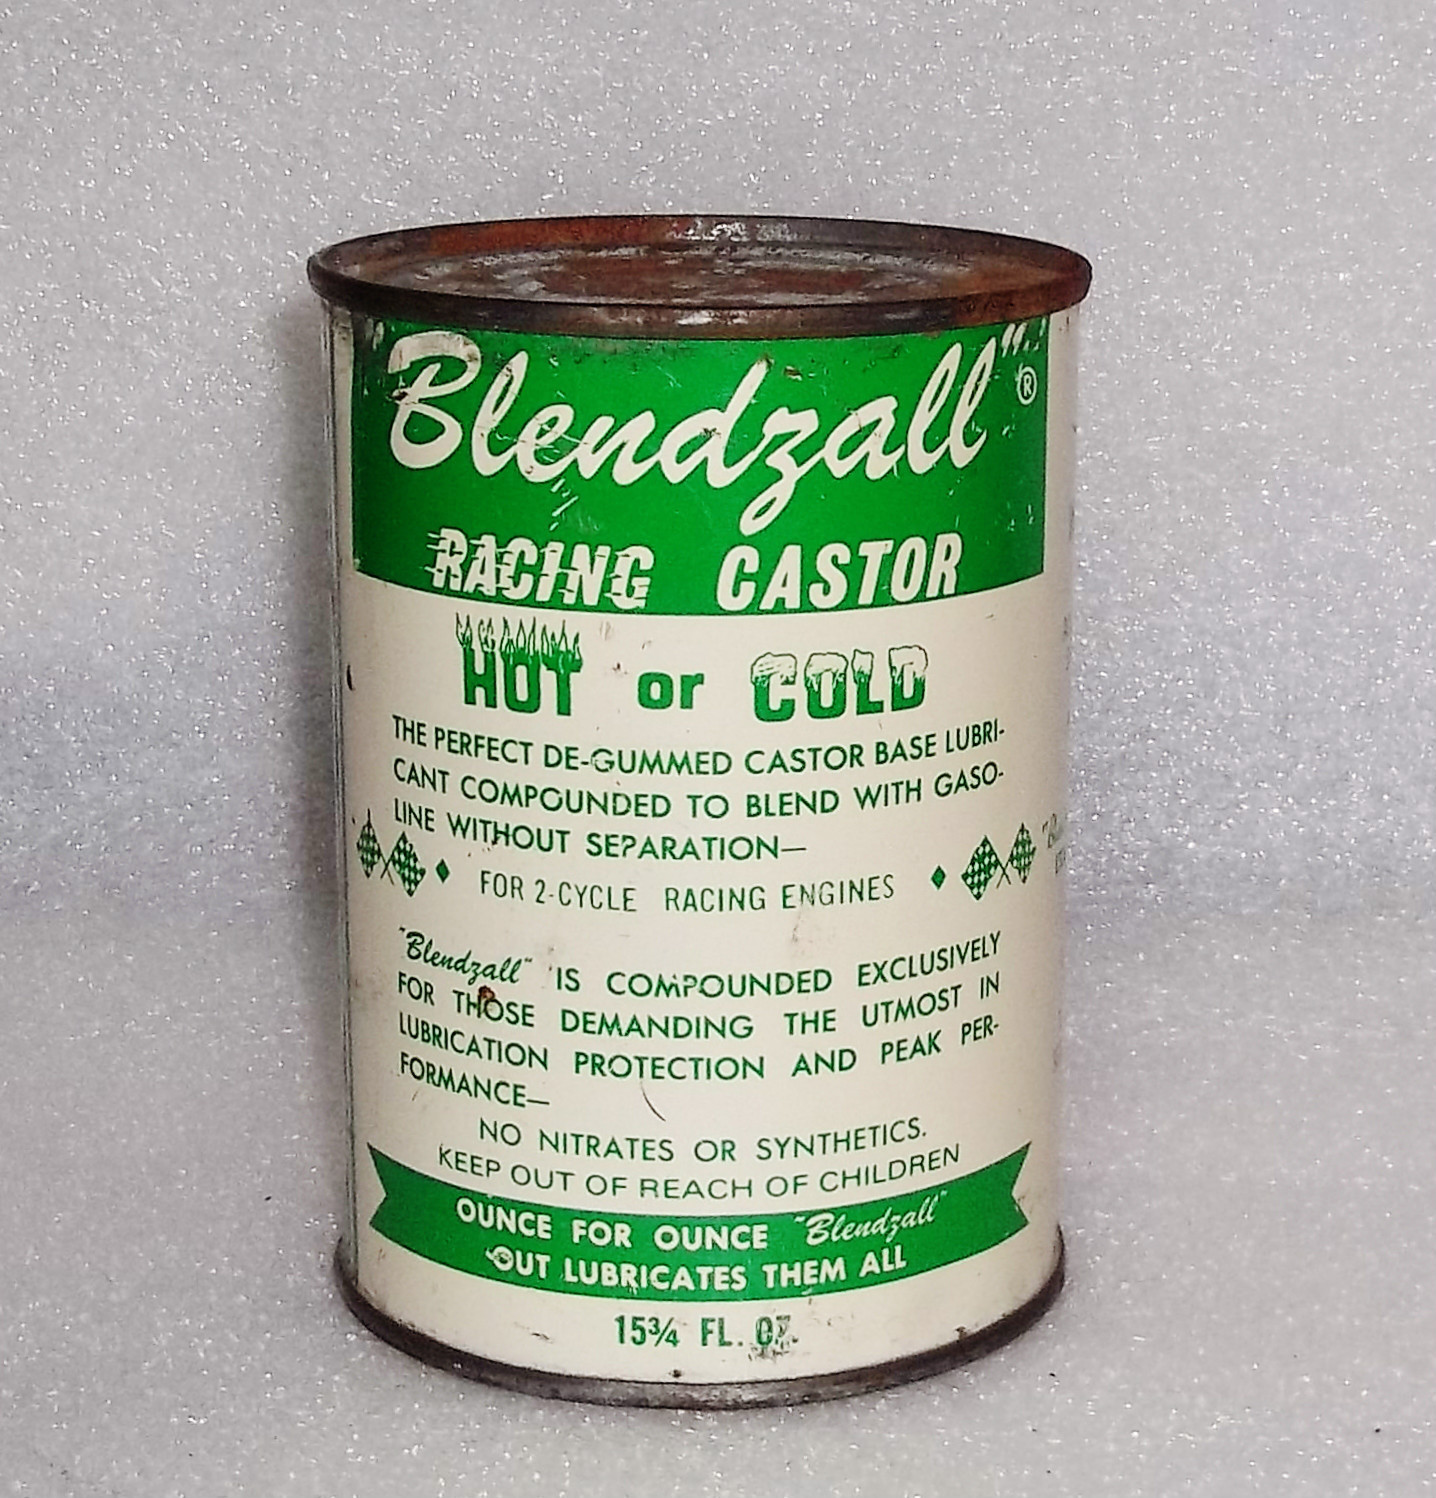 "Blendzall"®
RACING CASTOR
HOT or COLD
THE PERFECT DE-GUMMED CASTOR BASE LUBRI-
CANT COMPOUNDED TO BLEND WITH GASO-
LINE WITHOUT SEPARATION—
FOR 2-CYCLE RACING ENGINES
"Blendzall" IS COMPOUNDED EXCLUSIVELY
FOR THOSE DEMANDING THE UTMOST IN
LUBRICATION PROTECTION AND PEAK PER-
FORMANCE—
NO NITRATES OR SYNTHETICS.
KEEP OUT OF REACH OF CHILDREN
OUNCE FOR OUNCE "Blendzall"
OUT LUBRICATES THEM ALL
15¾ FL. OZ.